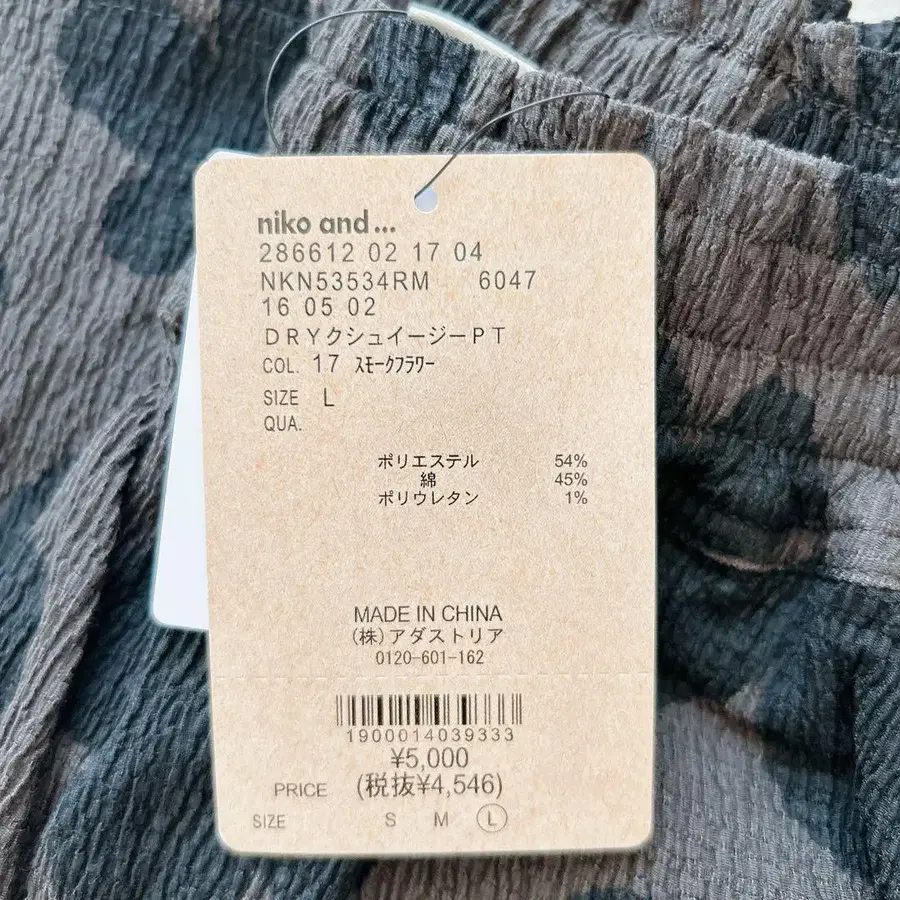 niko and...
286612 02 17 04
NKN53534RM 6047
16 05 02
DRYクシュイージーPT
COL. 17 ｽﾓｰｸﾌﾗﾜｰ
SIZE L
QUA.
ポリエステル 54%
綿 45%
ポリウレタン 1%
MADE IN CHINA
(株)アダストリア
0120-601-162
1900014039333
¥5,000
PRICE (税抜¥4,546)
SIZE S M L